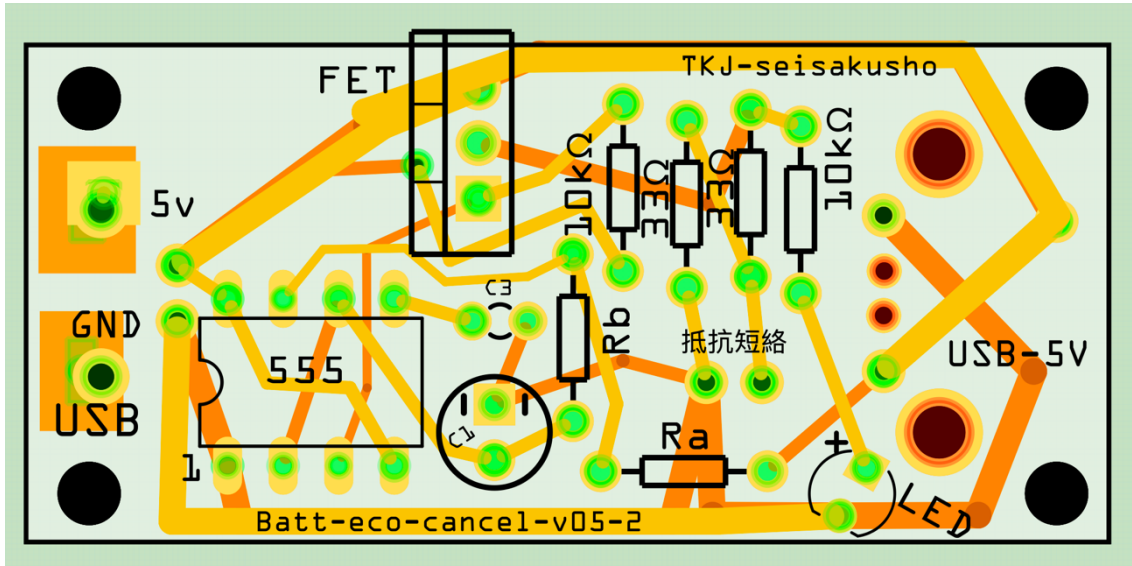 FET
TKJ-seisakusho
10kΩ
33Ω
33Ω
10kΩ
5v
GND
USB
555
1
C3
Rb
C1
抵抗短絡
USB-5V
Ra
+
LED
Batt-eco-cancel-v05-2